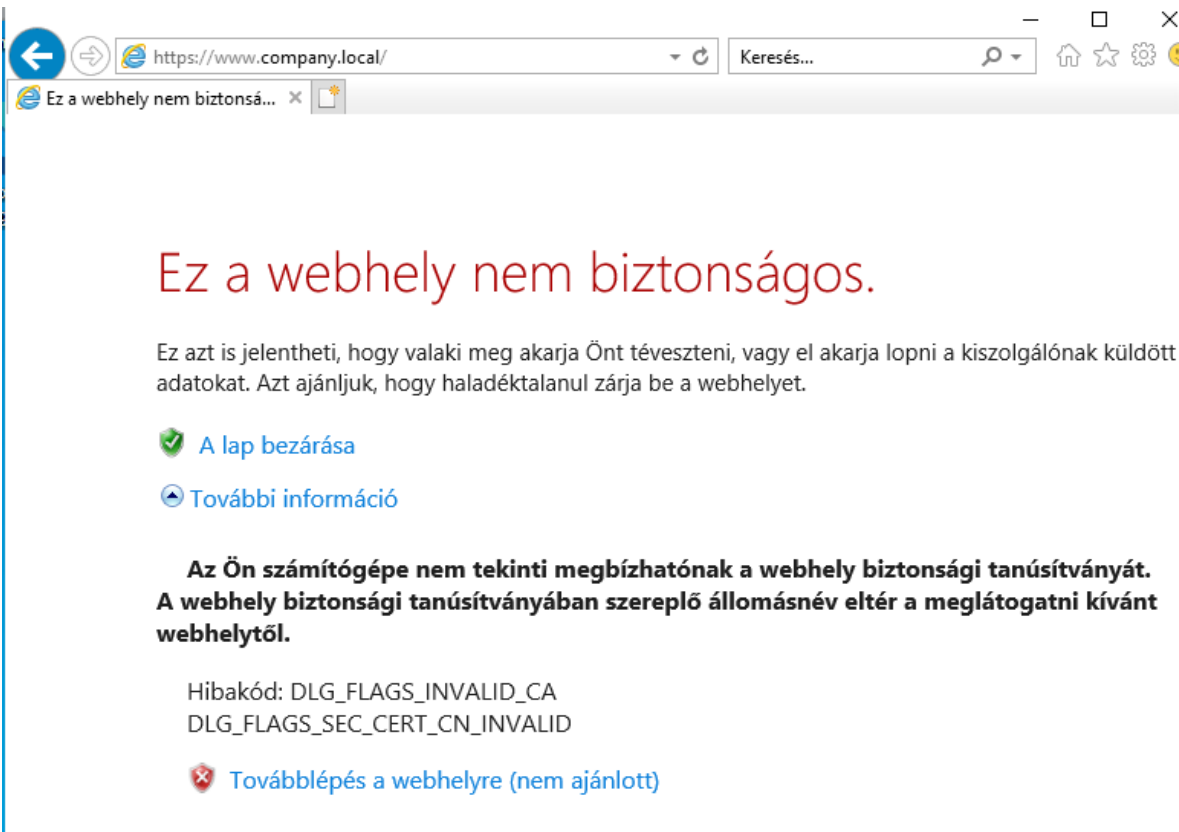 https://www.company.local/
Keresés...
Ez a webhely nem biztonsá...
Ez a webhely nem biztonságos.
Ez azt is jelentheti, hogy valaki meg akarja Önt téveszteni, vagy el akarja lopni a kiszolgálónak küldött
adatokat. Azt ajánljuk, hogy haladéktalanul zárja be a webhelyet.
A lap bezárása
További információ
Az Ön számítógépe nem tekinti megbízhatónak a webhely biztonsági tanúsítványát.
A webhely biztonsági tanúsítványában szereplő állomásnév eltér a meglátogatni kívánt
webhelytől.
Hibakód: DLG_FLAGS_INVALID_CA
DLG_FLAGS_SEC_CERT_CN_INVALID
Továbblépés a webhelyre (nem ajánlott)